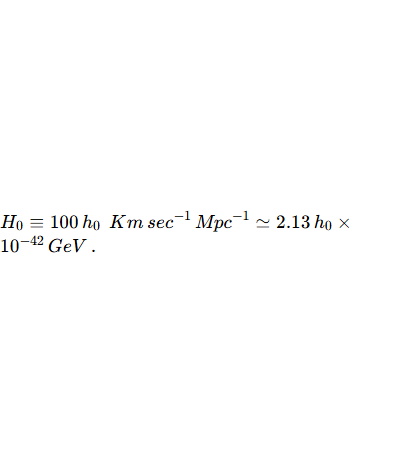 H₀ ≡ 100 h₀ Km sec⁻¹ Mpc⁻¹ ≃ 2.13 h₀ ×
10⁻⁴² GeV .